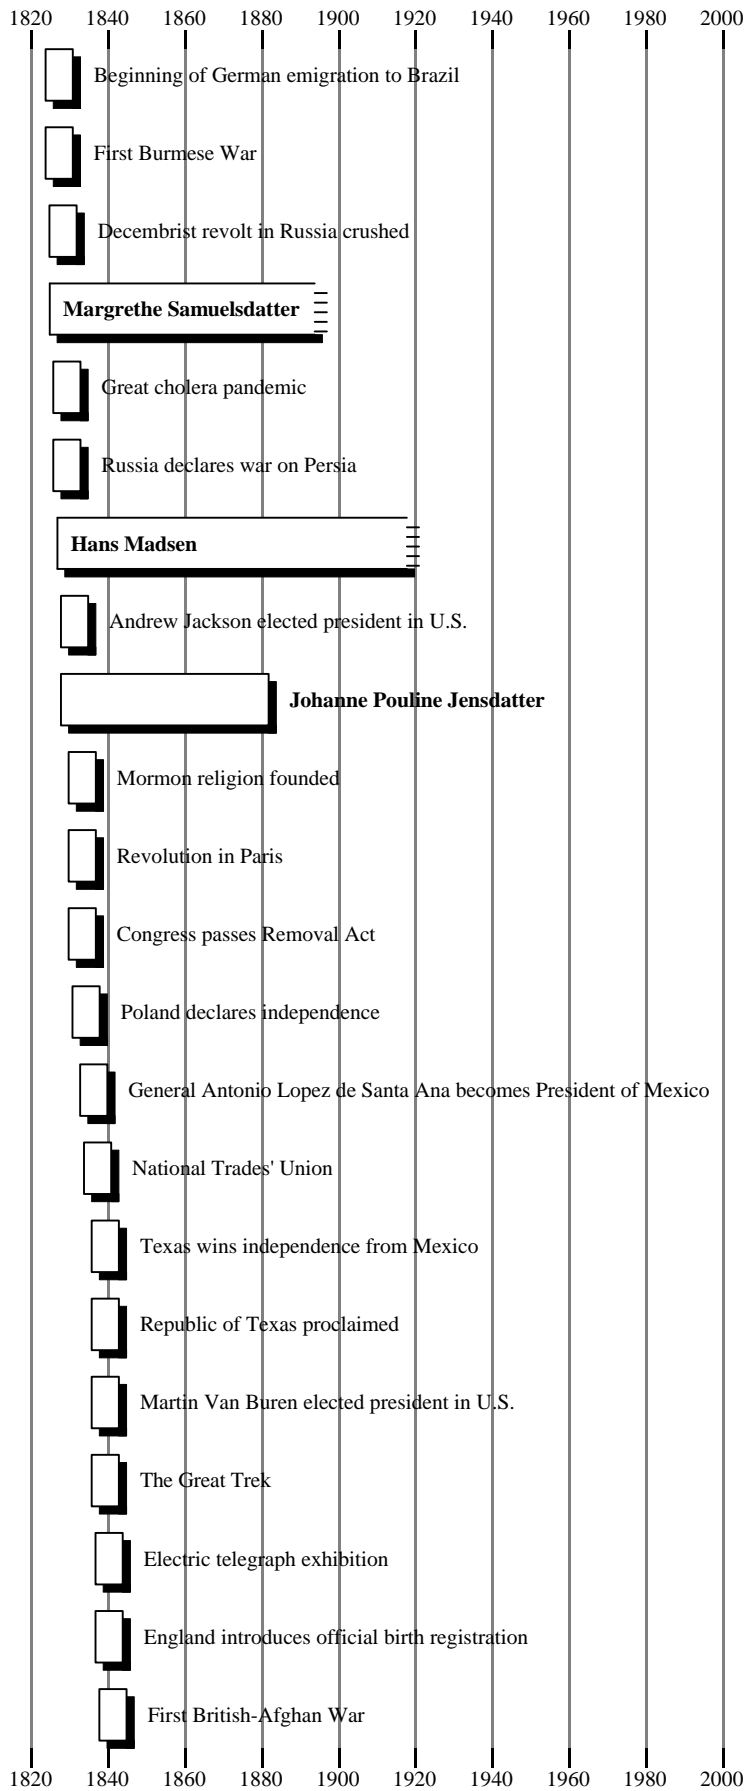 1820 1840 1860 1880 1900 1920 1940 1960 1980 2000
Beginning of German emigration to Brazil
First Burmese War
Decembrist revolt in Russia crushed
Margrethe Samuelsdatter
Great cholera pandemic
Russia declares war on Persia
Hans Madsen
Andrew Jackson elected president in U.S.
Johanne Pouline Jensdatter
Mormon religion founded
Revolution in Paris
Congress passes Removal Act
Poland declares independence
General Antonio Lopez de Santa Ana becomes President of Mexico
National Trades' Union
Texas wins independence from Mexico
Republic of Texas proclaimed
Martin Van Buren elected president in U.S.
The Great Trek
Electric telegraph exhibition
England introduces official birth registration
First British-Afghan War
1820 1840 1860 1880 1900 1920 1940 1960 1980 2000